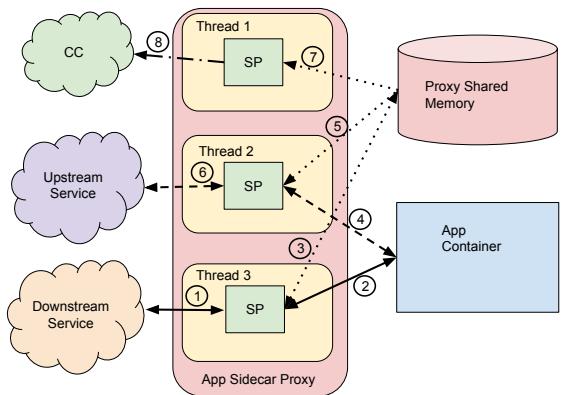 CC
8
Thread 1
SP
7
Proxy Shared
Memory
5
Thread 2
SP
6
Upstream
Service
4
3
App
Container
Thread 3
SP
1
2
Downstream
Service
App Sidecar Proxy